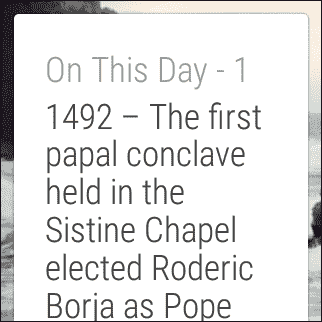 On This Day - 1
1492 – The first
papal conclave
held in the
Sistine Chapel
elected Roderic
Borja as Pope